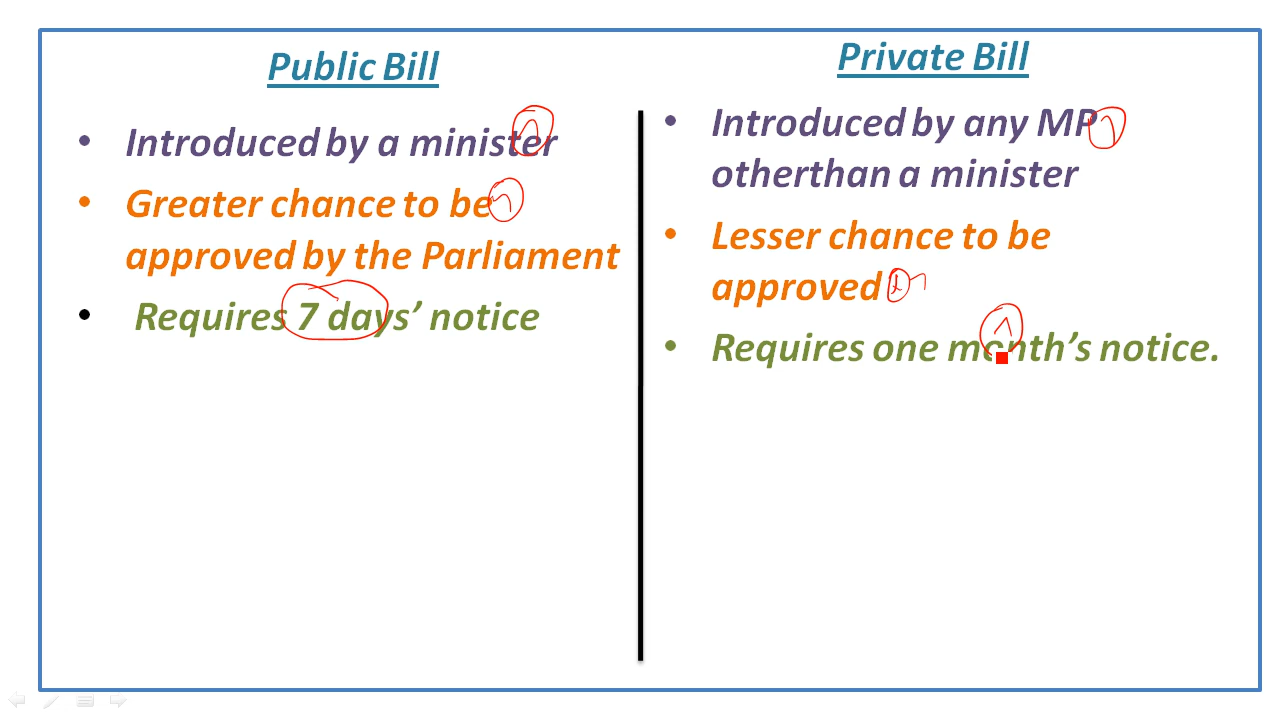 Public Bill
• Introduced by a minister
• Greater chance to be
approved by the Parliament
• Requires 7 days’ notice
Private Bill
• Introduced by any MP
otherthan a minister
• Lesser chance to be
approved
• Requires one month’s notice.